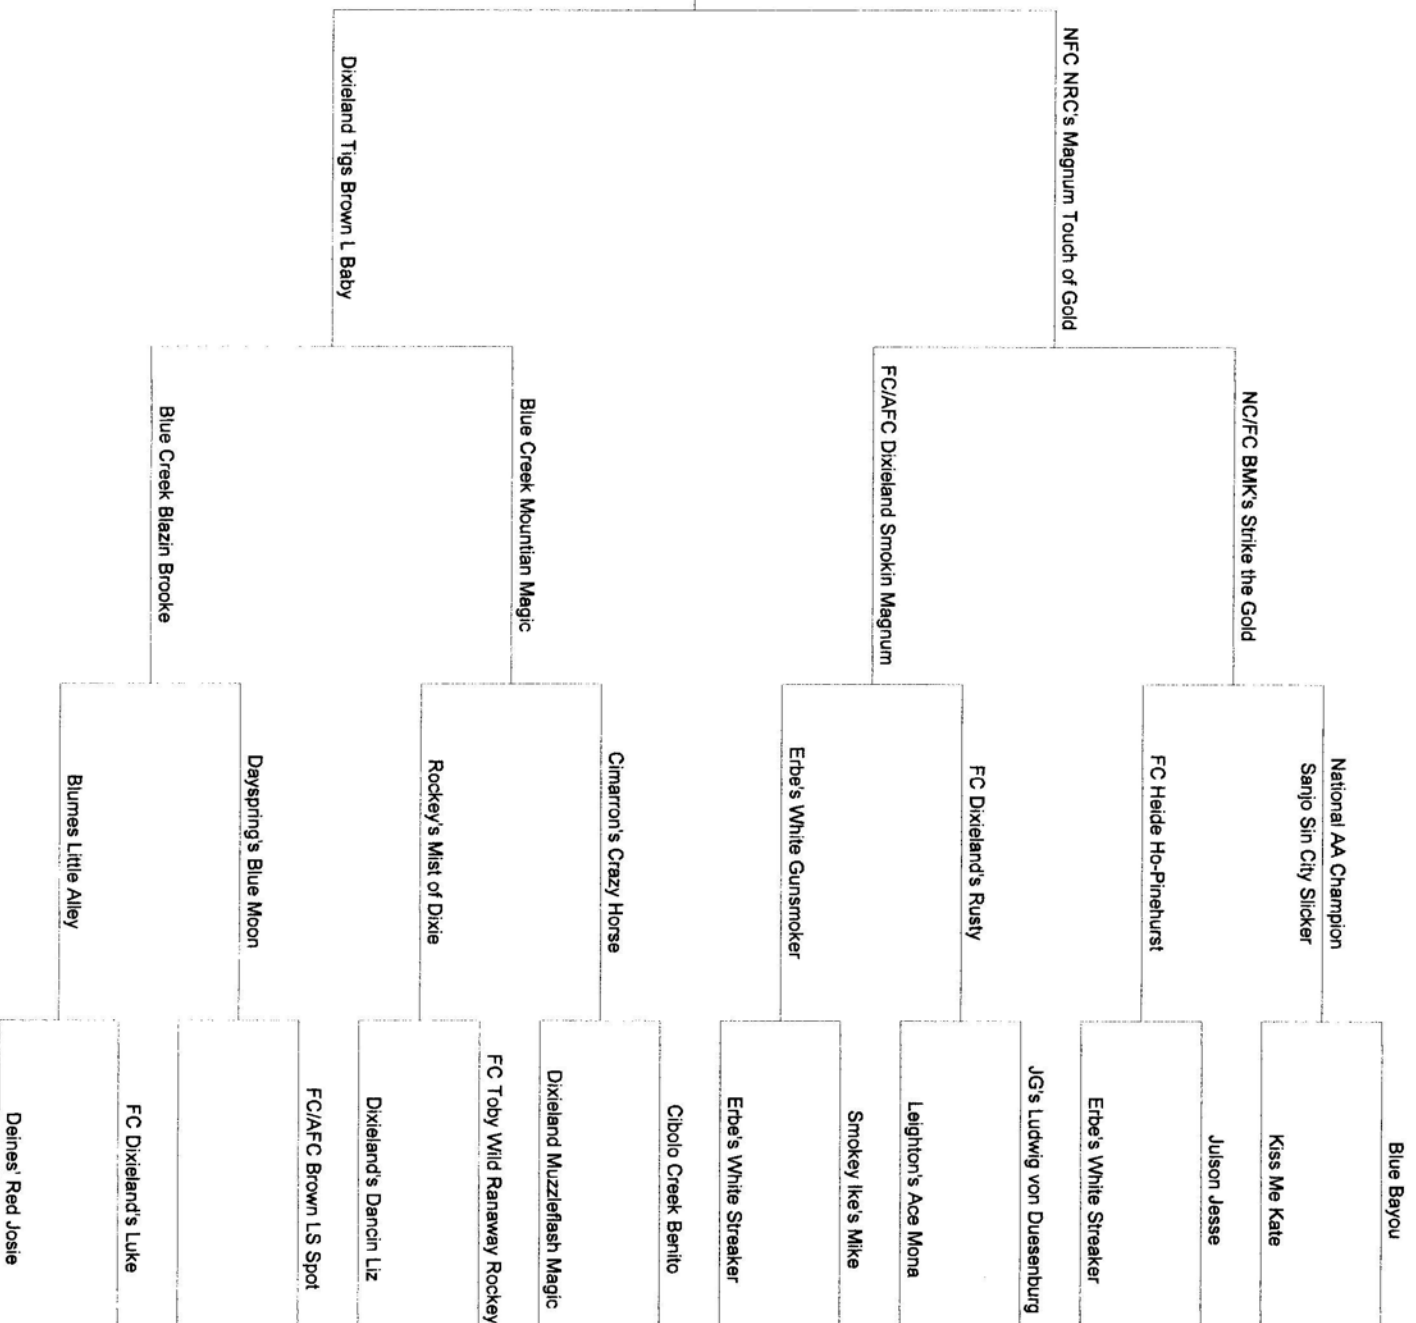 NFC NRC's Magnum Touch of Gold
Dixieland Tigs Brown L Baby
NC/FC BMK's Strike the Gold
FC/AFC Dixieland Smokin Magnum
Blue Creek Mountian Magic
Blue Creek Blazin Brooke
National AA Champion
Sanjo Sin City Slicker
FC Heide Ho-Pinehurst
FC Dixieland's Rusty
Erbe's White Gunsmoker
Cimarron's Crazy Horse
Rockey's Mist of Dixie
Dayspring's Blue Moon
Blumes Little Alley
Blue Bayou
Kiss Me Kate
Julson Jesse
Erbe's White Streaker
JG's Ludwig von Duesenburg
Leighton's Ace Mona
Smokey Ike's Mike
Erbe's White Streaker
Cibolo Creek Benito
Dixieland Muzzleflash Magic
FC Toby Wild Ranaway Rockey
Dixieland's Dancin Liz
FC/AFC Brown LS Spot
FC Dixieland's Luke
Deines' Red Josie